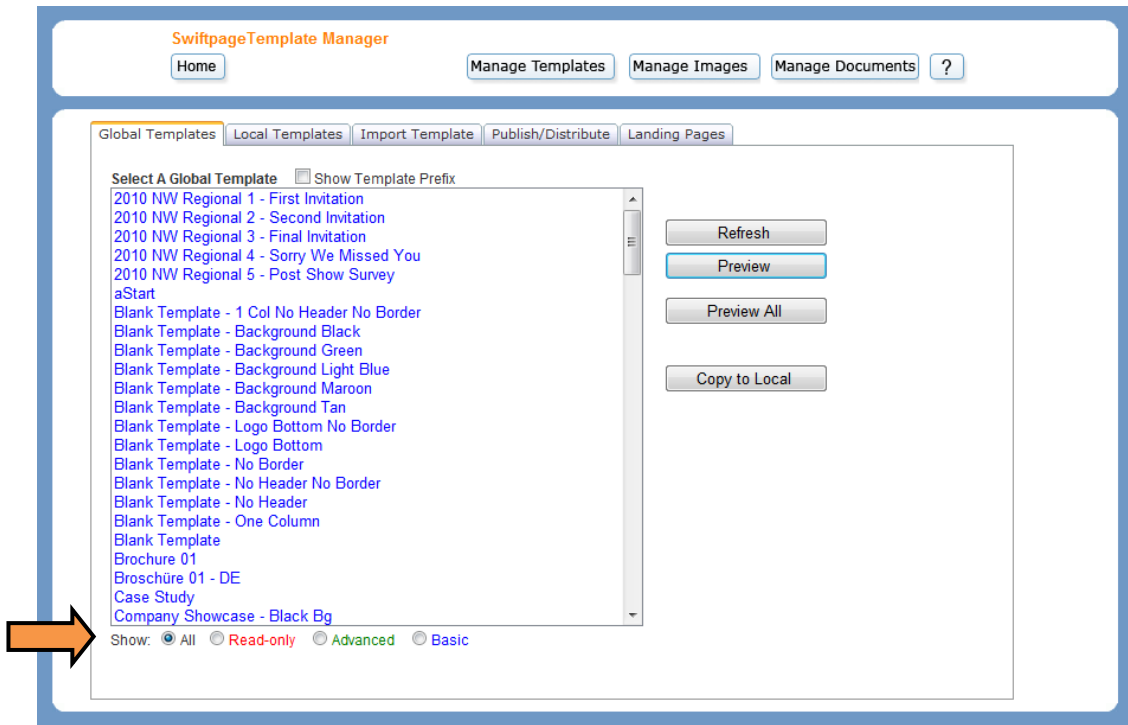 SwiftpageTemplate Manager
Home Manage Templates Manage Images Manage Documents ?
Global Templates Local Templates Import Template Publish/Distribute Landing Pages
Select A Global Template Show Template Prefix
2010 NW Regional 1 - First Invitation
2010 NW Regional 2 - Second Invitation
2010 NW Regional 3 - Final Invitation
2010 NW Regional 4 - Sorry We Missed You
2010 NW Regional 5 - Post Show Survey
aStart
Blank Template - 1 Col No Header No Border
Blank Template - Background Black
Blank Template - Background Green
Blank Template - Background Light Blue
Blank Template - Background Maroon
Blank Template - Background Tan
Blank Template - Logo Bottom No Border
Blank Template - Logo Bottom
Blank Template - No Border
Blank Template - No Header No Border
Blank Template - No Header
Blank Template - One Column
Blank Template
Brochure 01
Broschüre 01 - DE
Case Study
Company Showcase - Black Bg
Refresh
Preview
Preview All
Copy to Local
Show: All Read-only Advanced Basic